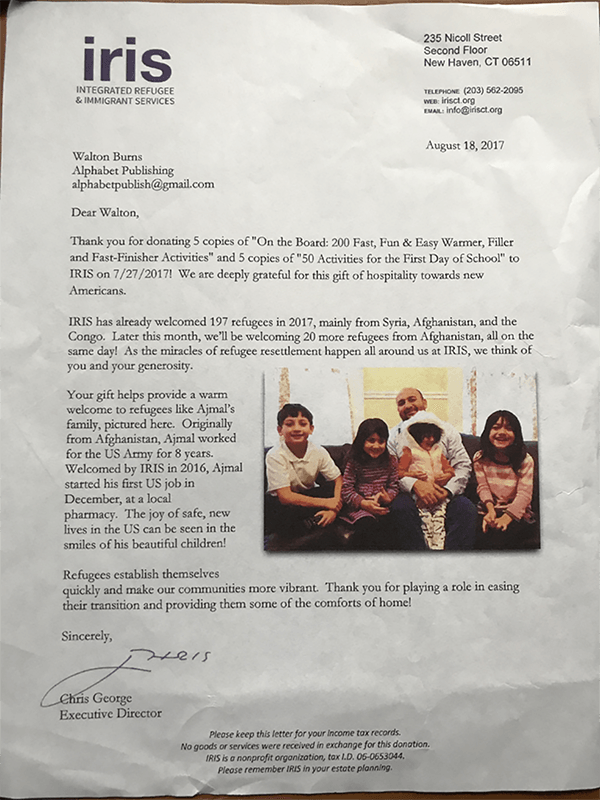 iris
INTEGRATED REFUGEE
& IMMIGRANT SERVICES
235 Nicoll Street
Second Floor
New Haven, CT 06511
TELEPHONE: (203) 562-2095
WEB: irisct.org
EMAIL: info@irisct.org
August 18, 2017
Walton Burns
Alphabet Publishing
alphabetpublish@gmail.com
Dear Walton,
Thank you for donating 5 copies of "On the Board: 200 Fast, Fun & Easy Warmer, Filler
and Fast-Finisher Activities" and 5 copies of "50 Activities for the First Day of School" to
IRIS on 7/27/2017! We are deeply grateful for this gift of hospitality towards new
Americans.
IRIS has already welcomed 197 refugees in 2017, mainly from Syria, Afghanistan, and the
Congo. Later this month, we'll be welcoming 20 more refugees from Afghanistan, all on the
same day! As the miracles of refugee resettlement happen all around us at IRIS, we think of
you and your generosity.
Your gift helps provide a warm
welcome to refugees like Ajmal's
family, pictured here. Originally
from Afghanistan, Ajmal worked
for the US Army for 8 years.
Welcomed by IRIS in 2016, Ajmal
started his first US job in
December, at a local
pharmacy. The joy of safe, new
lives in the US can be seen in the
smiles of his beautiful children!
Refugees establish themselves
quickly and make our communities more vibrant. Thank you for playing a role in easing
their transition and providing them some of the comforts of home!
Sincerely,
Chris George
Executive Director
Please keep this letter for your income tax records.
No goods or services were received in exchange for this donation.
IRIS is a nonprofit organization, tax I.D. 06-0653044.
Please remember IRIS in your estate planning.